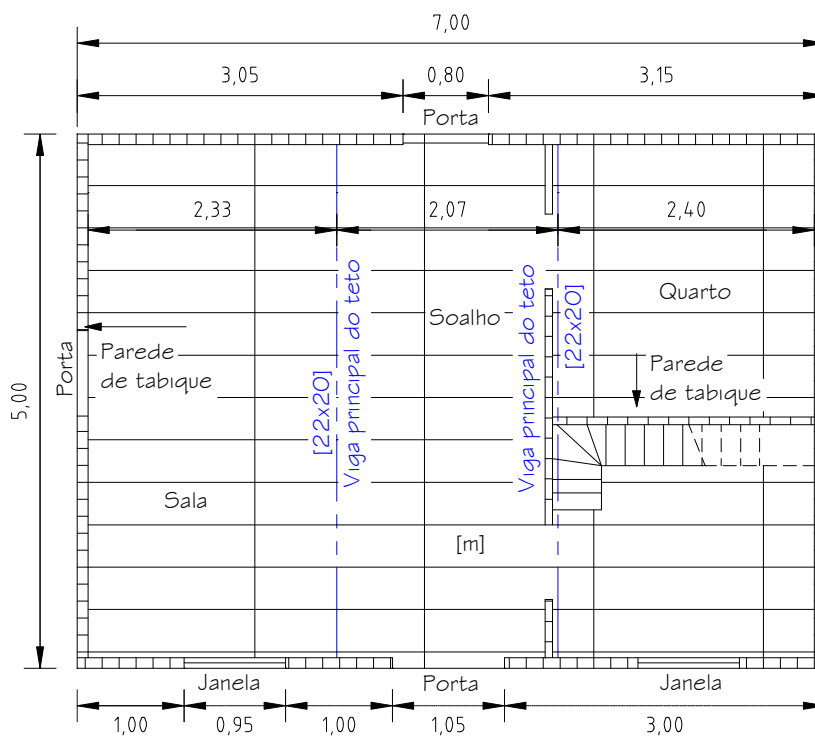 7,00
3,05
0,80
3,15
Porta
2,33
2,07
2,40
Quarto
Soalho
Parede
de tabique
Porta
5,00
Parede
de tabique
[22x20]
Viga principal do teto
Viga principal do teto
[22x20]
Sala
[m]
Janela
Porta
Janela
1,00
0,95
1,00
1,05
3,00